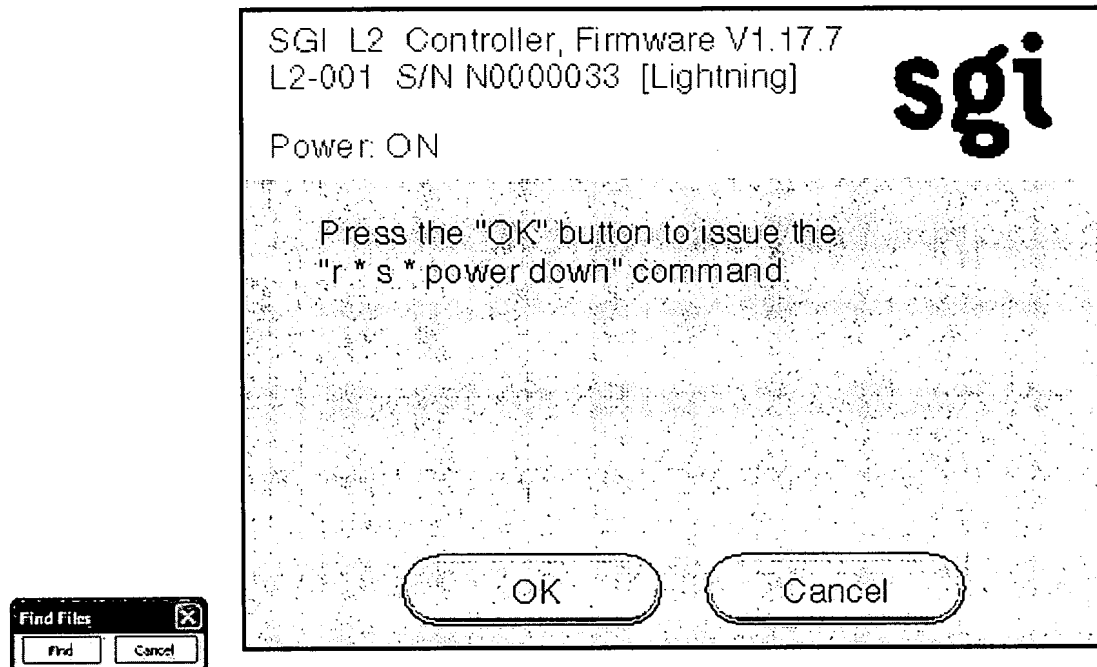 SGI L2 Controller, Firmware V1.17.7
L2-001 S/N N0000033 [Lightning]
sgi
Power: ON
Press the "OK" button to issue the
"r * s * power down" command
OK Cancel
Find Files
Find Cancel